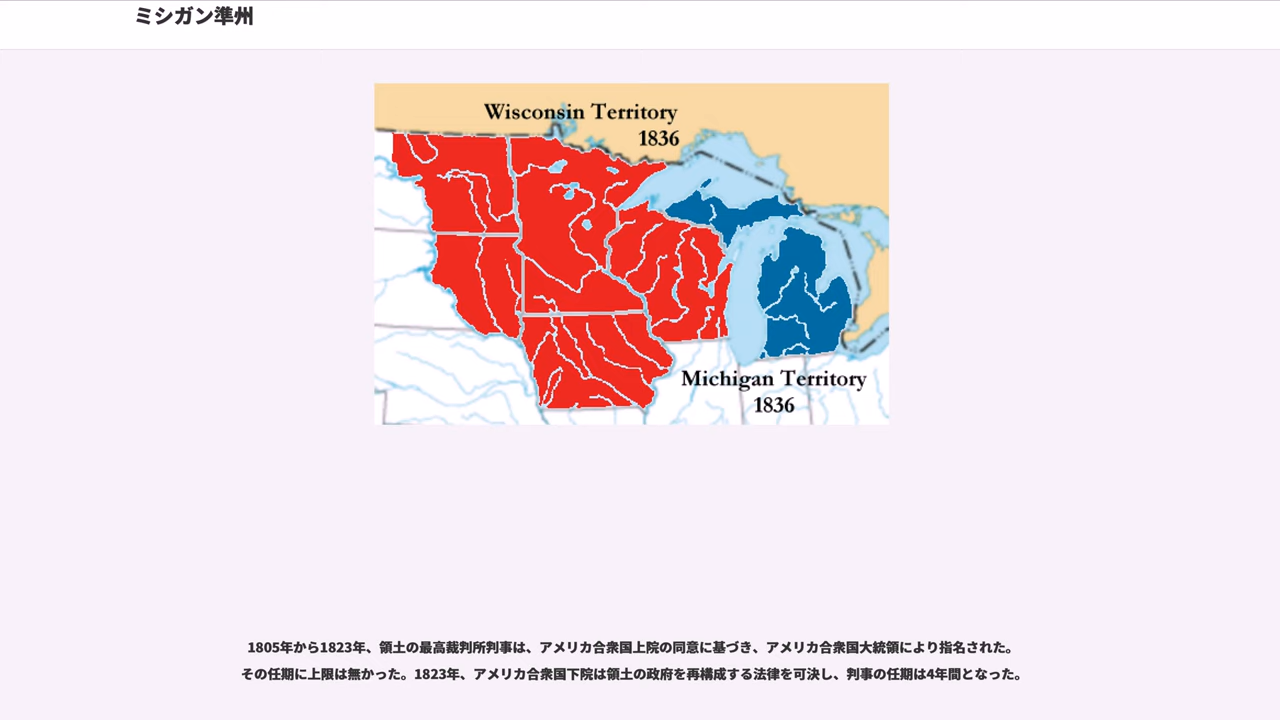 ミシガン準州
Wisconsin Territory
1836
Michigan Territory
1836
1805年から1823年、領土の最高裁判所判事は、アメリカ合衆国上院の同意に基づき、アメリカ合衆国大統領により指名された。
その任期に上限は無かった。1823年、アメリカ合衆国下院は領土の政府を再構成する法律を可決し、判事の任期は4年間となった。